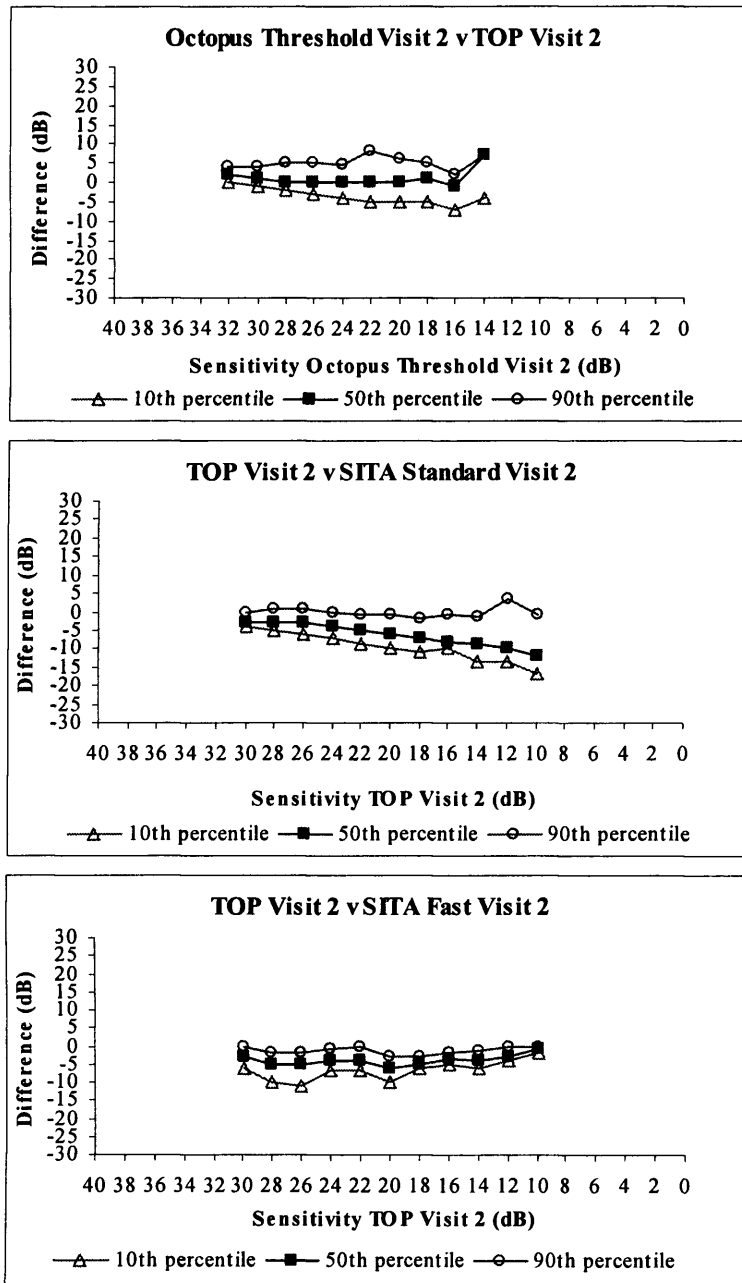 Octopus Threshold Visit 2 v TOP Visit 2
Difference (dB)
30
25
20
15
10
5
0
-5
-10
-15
-20
-25
-30
40 38 36 34 32 30 28 26 24 22 20 18 16 14 12 10 8 6 4 2 0
Sensitivity Octopus Threshold Visit 2 (dB)
10th percentile 50th percentile 90th percentile
TOP Visit 2 v SITA Standard Visit 2
Difference (dB)
30
25
20
15
10
5
0
-5
-10
-15
-20
-25
-30
40 38 36 34 32 30 28 26 24 22 20 18 16 14 12 10 8 6 4 2 0
Sensitivity TOP Visit 2 (dB)
10th percentile 50th percentile 90th percentile
TOP Visit 2 v SITA Fast Visit 2
Difference (dB)
30
25
20
15
10
5
0
-5
-10
-15
-20
-25
-30
40 38 36 34 32 30 28 26 24 22 20 18 16 14 12 10 8 6 4 2 0
Sensitivity TOP Visit 2 (dB)
10th percentile 50th percentile 90th percentile